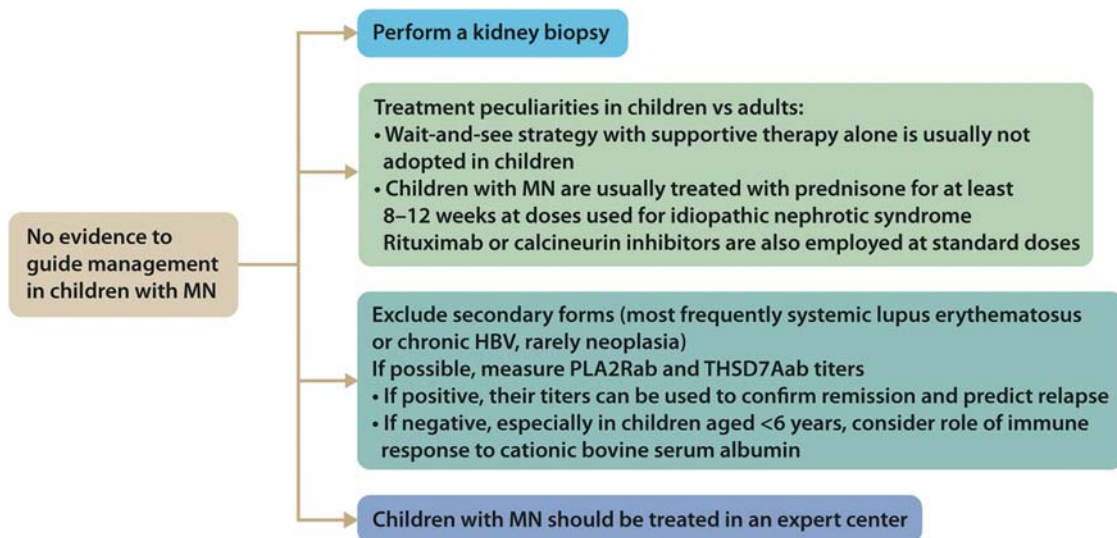 Perform a kidney biopsy
Treatment peculiarities in children vs adults:
• Wait-and-see strategy with supportive therapy alone is usually not
adopted in children
• Children with MN are usually treated with prednisone for at least
8–12 weeks at doses used for idiopathic nephrotic syndrome
Rituximab or calcineurin inhibitors are also employed at standard doses
No evidence to
guide management
in children with MN
Exclude secondary forms (most frequently systemic lupus erythematosus
or chronic HBV, rarely neoplasia)
If possible, measure PLA2Rab and THSD7Aab titers
• If positive, their titers can be used to confirm remission and predict relapse
• If negative, especially in children aged <6 years, consider role of immune
response to cationic bovine serum albumin
Children with MN should be treated in an expert center